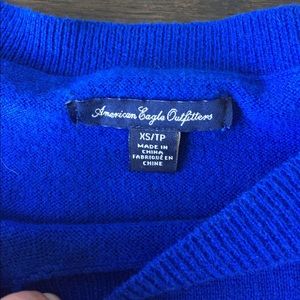 American Eagle Outfitters
XS/TP
MADE IN
CHINA
FABRIQUÉ EN
CHINE